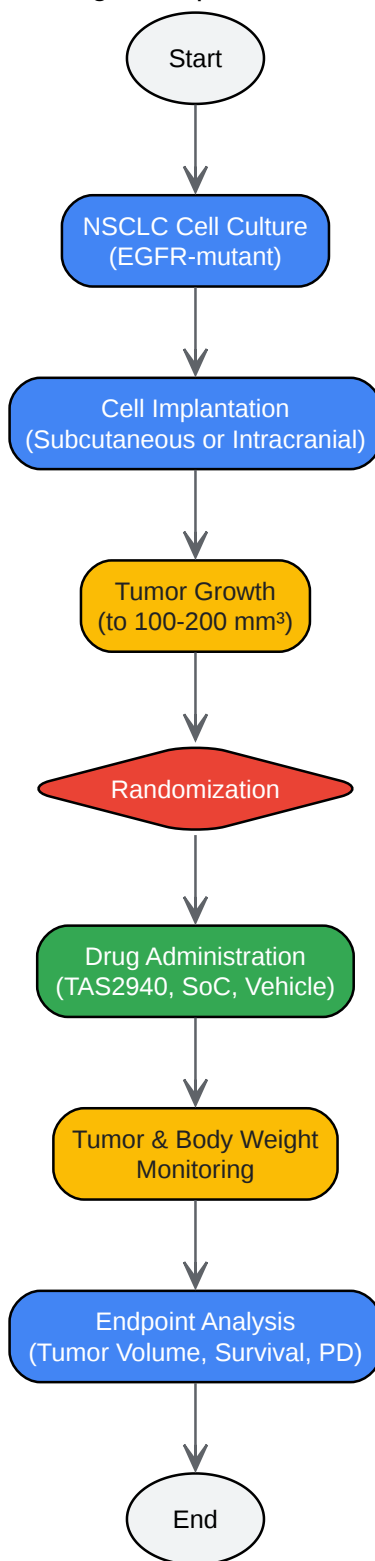 Start
NSCLC Cell Culture
(EGFR-mutant)
Cell Implantation
(Subcutaneous or Intracranial)
Tumor Growth
(to 100-200 mm³)
Randomization
Drug Administration
(TAS2940, SoC, Vehicle)
Tumor & Body Weight
Monitoring
Endpoint Analysis
(Tumor Volume, Survival, PD)
End